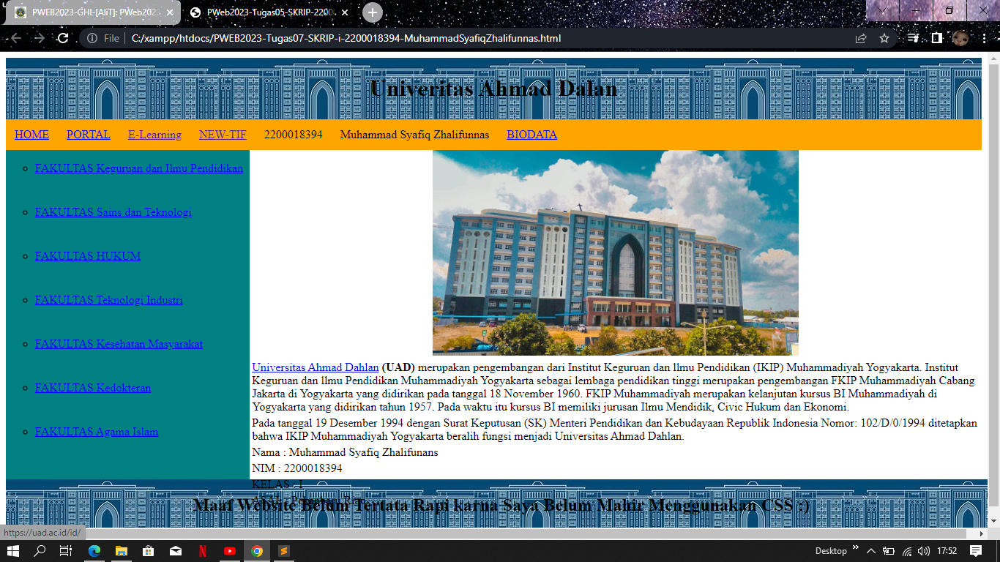 PWEB2023-GHI-[AliT]: PWeb202
PWeb2023-Tugas05-SKRIP-2200
File
C:/xampp/htdocs/PWEB2023-Tugas07-SKRIP-i-2200018394-MuhammadSyafiqZhalifunnas.html
Univeritas Ahmad Dalan
HOME PORTAL E-Learning NEW-TIF 2200018394 Muhammad Syafiq Zhalifunnas BIODATA
FAKULTAS Keguruan dan Ilmu Pendidikan
FAKULTAS Sains dan Teknologi
FAKULTAS HUKUM
FAKULTAS Teknologi Industri
FAKULTAS Kesehatan Masyarakat
FAKULTAS Kedokteran
FAKULTAS Agama Islam
Universitas Ahmad Dahlan (UAD) merupakan pengembangan dari Institut Keguruan dan llmu Pendidikan (IKIP) Muhammadiyah Yogyakarta. Institut
Keguruan dan llmu Pendidikan Muhammadiyah Yogyakarta sebagai lembaga pendidikan tinggi merupakan pengembangan FKIP Muhammadiyah Cabang
Jakarta di Yogyakarta yang didirikan pada tanggal 18 November 1960. FKIP Muhammadiyah merupakan kelanjutan kursus BI Muhammadiyah di
Yogyakarta yang didirikan tahun 1957. Pada waktu itu kursus BI memiliki jurusan Ilmu Mendidik, Civic Hukum dan Ekonomi.
Pada tanggal 19 Desember 1994 dengan Surat Keputusan (SK) Menteri Pendidikan dan Kebudayaan Republik Indonesia Nomor: 102/D/0/1994 ditetapkan
bahwa IKIP Muhammadiyah Yogyakarta beralih fungsi menjadi Universitas Ahmad Dahlan.
Nama : Muhammad Syafiq Zhalifunans
NIM : 2200018394
KELAS : I
Maaf Website Belum Tertata Rapi karna Saya Belum Mahir Menggunakan CSS :)
https://uad.ac.id/id/
Desktop
17:52